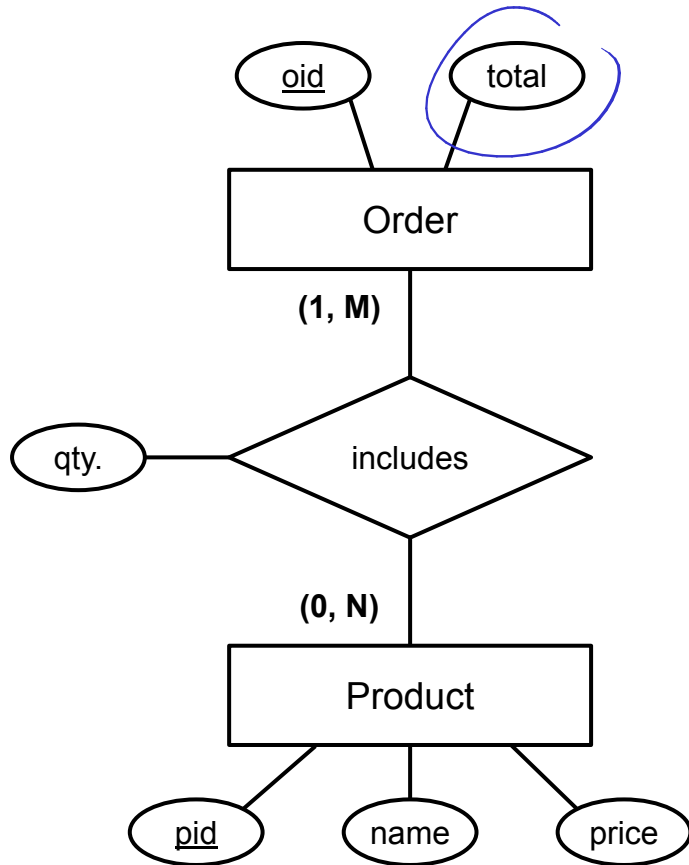 oid
total
Order
(1, M)
qty.
includes
(0, N)
Product
pid
name
price